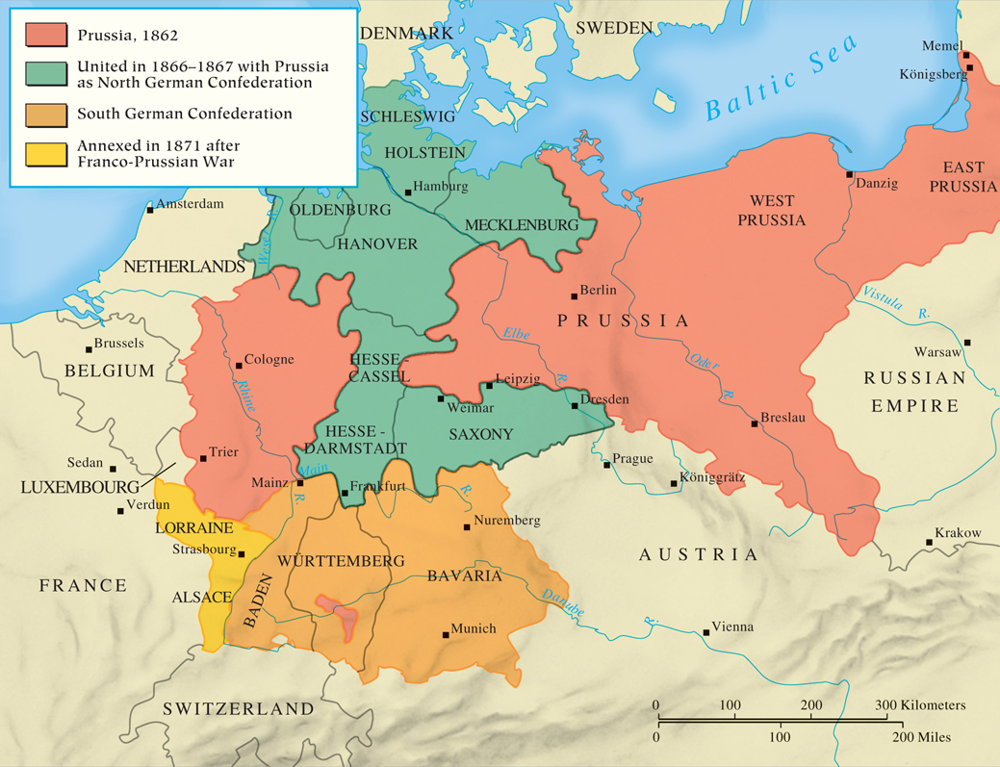 Prussia, 1862
United in 1866–1867 with Prussia
as North German Confederation
South German Confederation
Annexed in 1871 after
Franco-Prussian War
DENMARK
SWEDEN
Baltic Sea
Memel
Königsberg
SCHLESWIG
HOLSTEIN
EAST
PRUSSIA
Danzig
Hamburg
Amsterdam
OLDENBURG
WEST
PRUSSIA
MECKLENBURG
HANOVER
Weser R.
NETHERLANDS
Berlin
Vistula R.
PRUSSIA
Elbe
R.
Brussels
BELGIUM
Warsaw
Cologne
HESSE-
CASSEL
Oder
R.
RUSSIAN
EMPIRE
Leipzig
Rhine
Weimar
Dresden
Breslau
HESSE-
DARMSTADT
SAXONY
Trier
Sedan
Prague
LUXEMBOURG
Main
R.
Mainz
Frankfurt
R.
Königgrätz
Verdun
LORRAINE
Nuremberg
Strasbourg
Krakow
WÜRTTEMBERG
AUSTRIA
FRANCE
BAVARIA
ALSACE
BADEN
Danube
R.
Munich
Vienna
SWITZERLAND
0 100 200 300 Kilometers
0 100 200 Miles